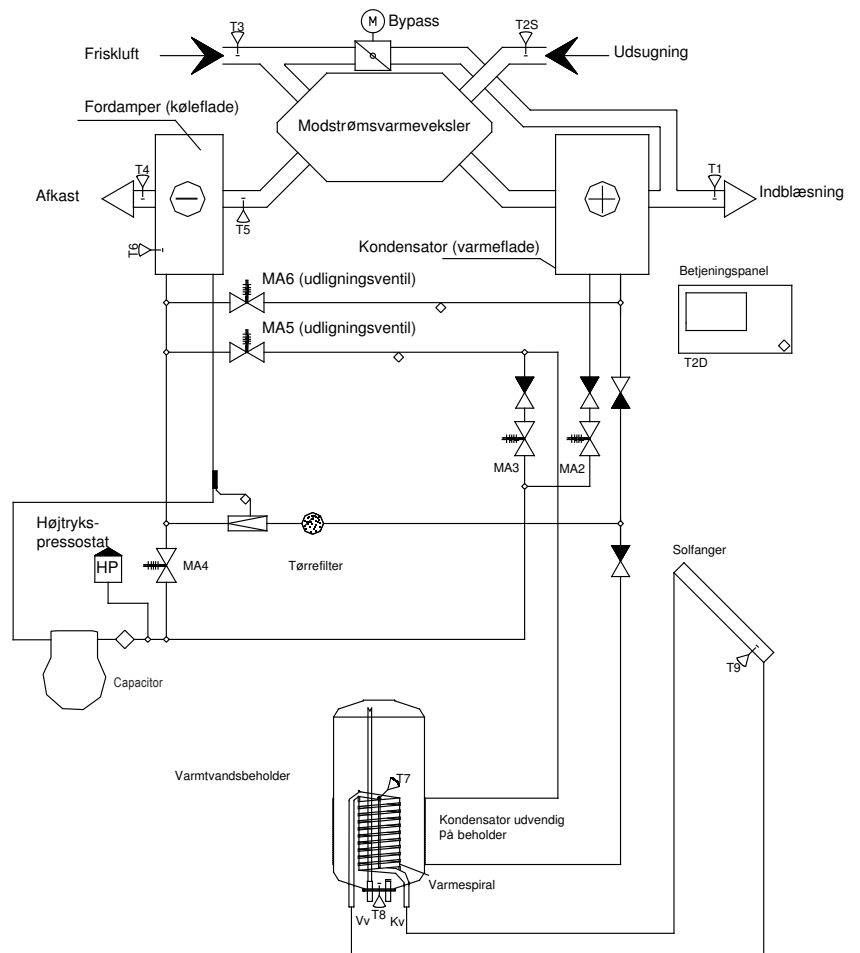 T3
M
Bypass
T2S
Friskluft
Udsugning
Fordamper (køleflade)
Modstrømsvarmeveksler
T4
T1
Afkast
Indblæsning
T5
T6
Kondensator (varmeflade)
MA6 (udligningsventil)
Betjeningspanel
MA5 (udligningsventil)
T2D
MA3
MA2
Højtryks-
pressostat
HP
MA4
Tørrefilter
Solfanger
T9
Capacitor
M
Varmtvandsbeholder
T7
Kondensator udvendig
på beholder
Varmespiral
Vv
T8
Kv